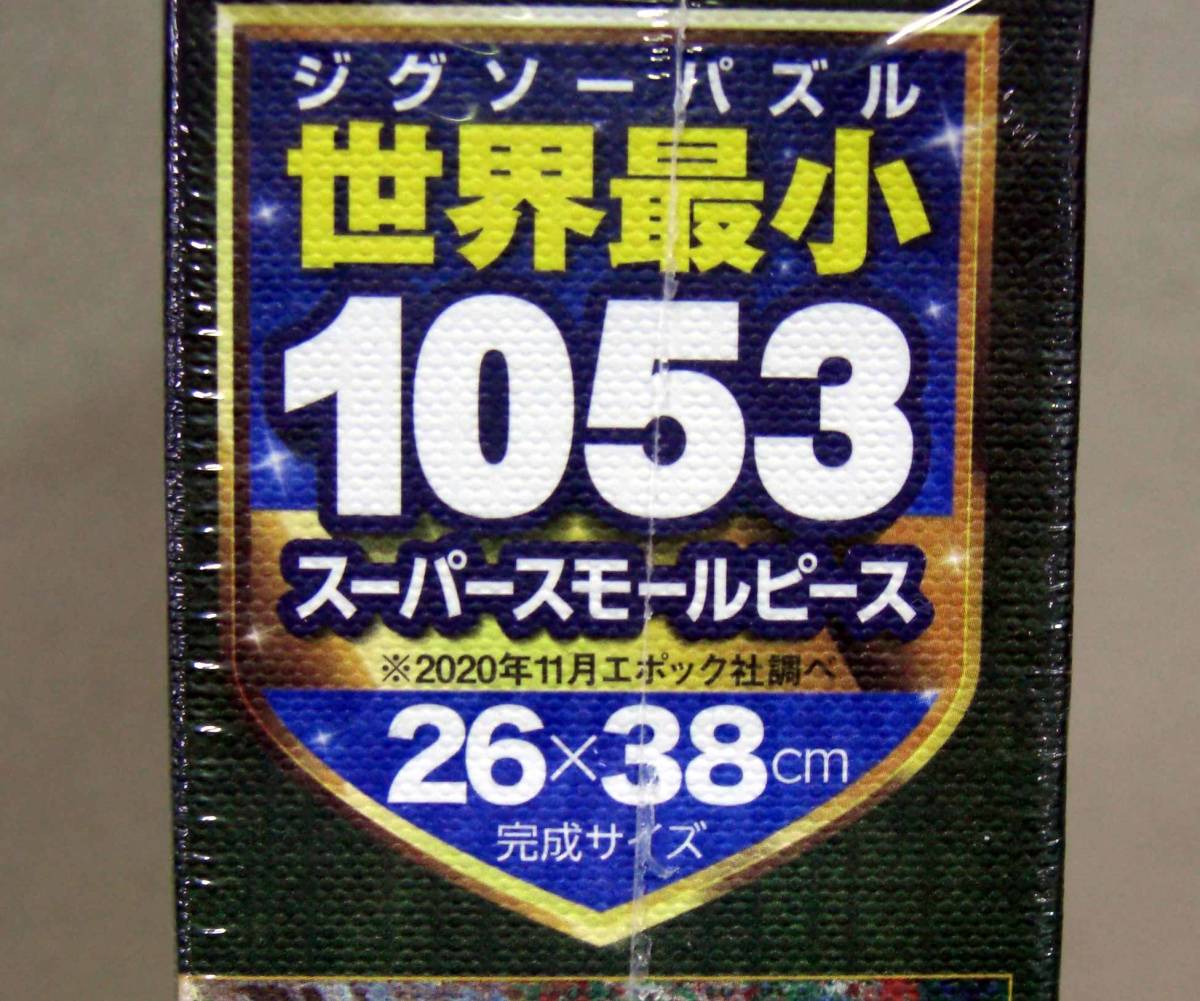 ジグソーパズル
世界最小
1053
スーパースモールピース
※2020年11月エポック社調べ
26×38cm
完成サイズ